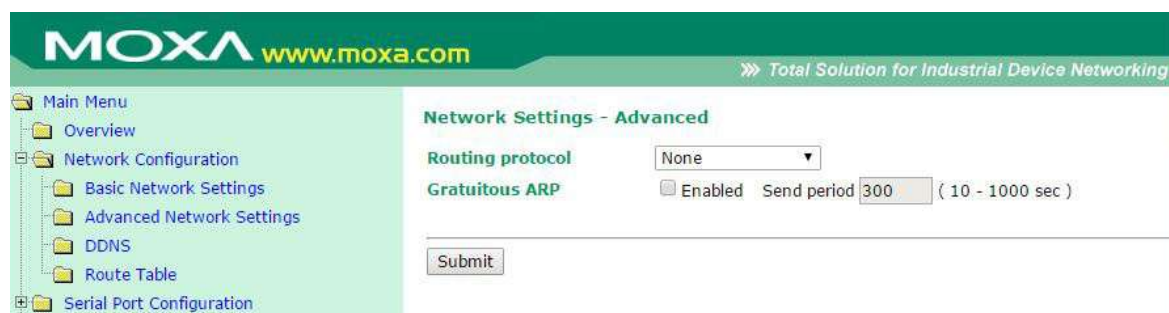 MOXA www.moxa.com
Total Solution for Industrial Device Networking
Main Menu
Overview
Network Configuration
Basic Network Settings
Advanced Network Settings
DDNS
Route Table
Serial Port Configuration
Network Settings - Advanced
Routing protocol None
Gratuitous ARP Enabled Send period 300 ( 10 - 1000 sec )
Submit